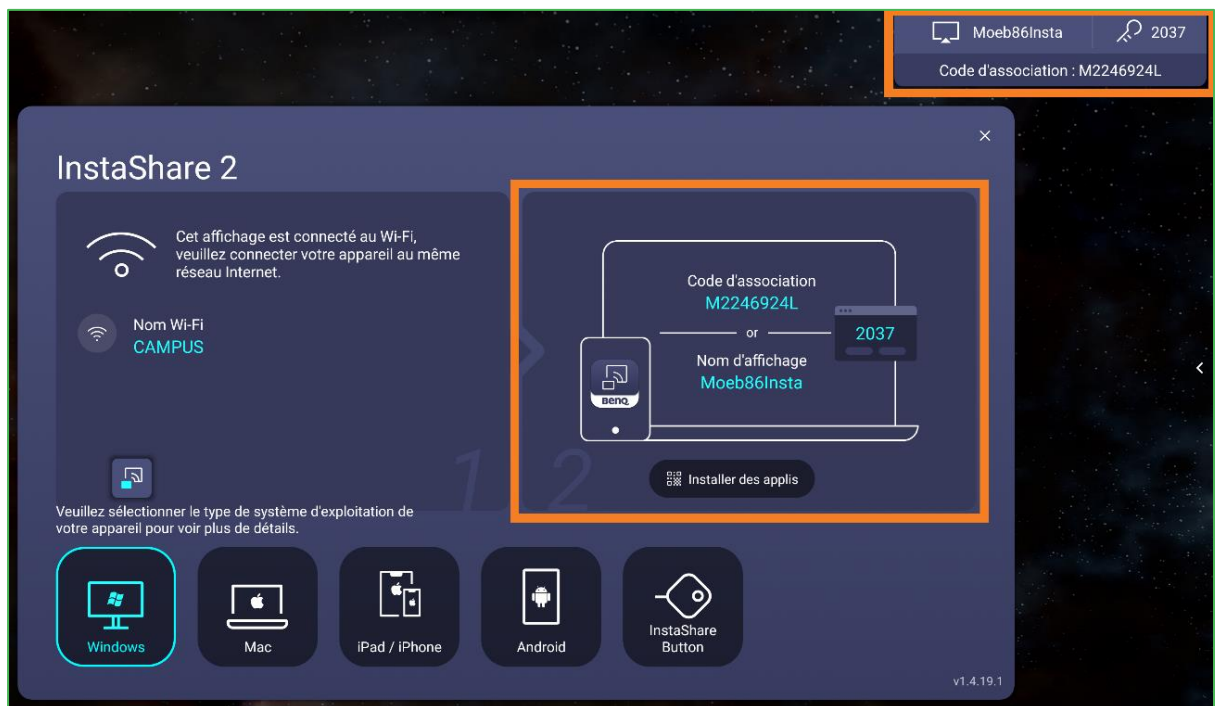 Moeb86Insta 2037
Code d'association : M2246924L
InstaShare 2
Cet affichage est connecté au Wi-Fi,
veuillez connecter votre appareil au même
réseau Internet.
Nom Wi-Fi
CAMPUS
1
Code d'association
M2246924L
or
2037
Nom d'affichage
Moeb86Insta
BenQ
2
Installer des applis
Veuillez sélectionner le type de système d'exploitation de
votre appareil pour voir plus de détails.
Windows
Mac
iPad / iPhone
Android
InstaShare
Button
v1.4.19.1